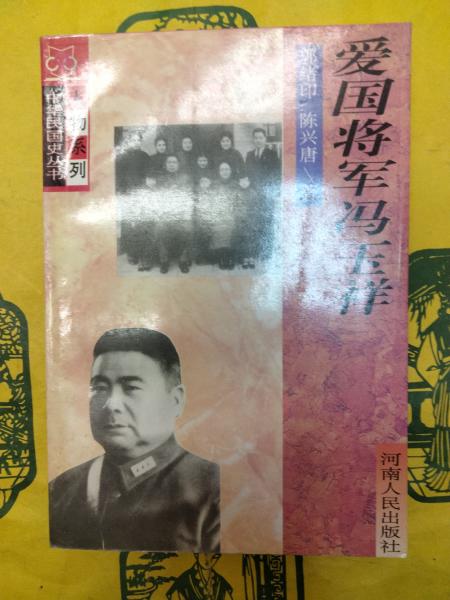 爱国将军冯玉祥
郭绪印 陈兴唐\著
人物系列
中华民国史丛书
河南人民出版社